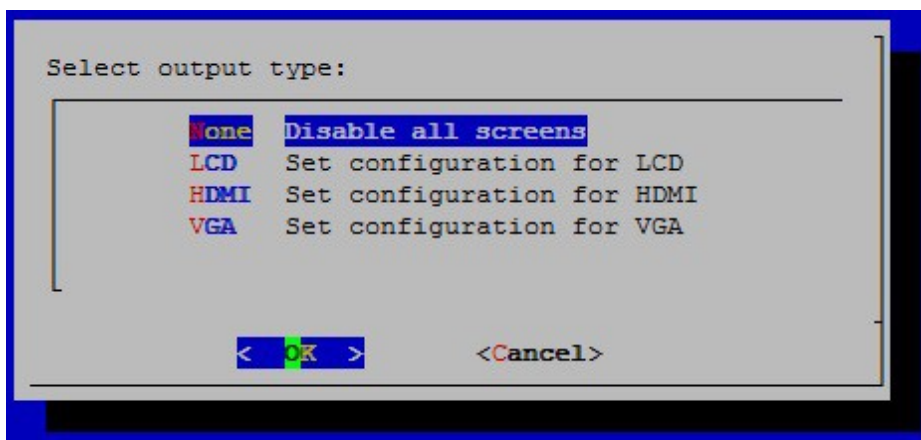 Select output type:
None Disable all screens
LCD Set configuration for LCD
HDMI Set configuration for HDMI
VGA Set configuration for VGA
< OK > <Cancel>